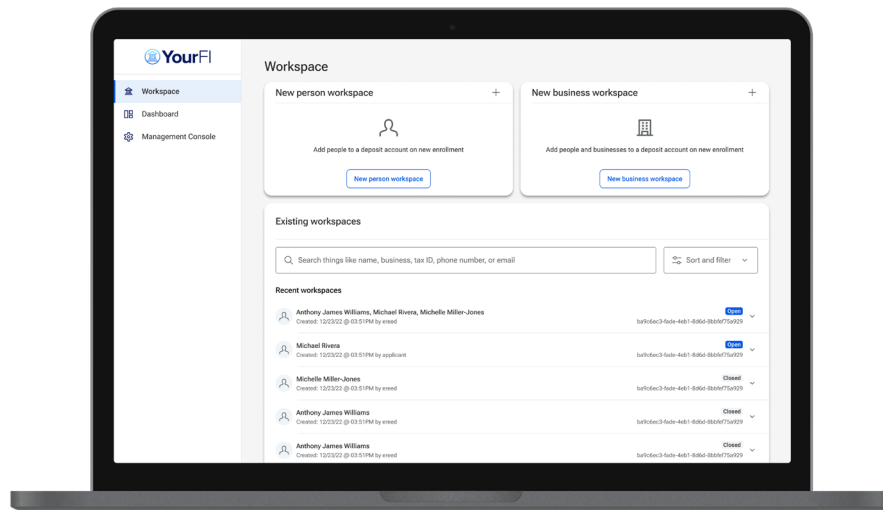 YourFI
Workspace
Dashboard
Management Console
Workspace
New person workspace
Add people to a deposit account on new enrollment
New person workspace
New business workspace
Add people and businesses to a deposit account on new enrollment
New business workspace
Existing workspaces
Search things like name, business, tax ID, phone number, or email
Sort and filter
Recent workspaces
Anthony James Williams, Michael Rivera, Michelle Miller-Jones
Open
Created: 12/23/22 @ 03:51PM by ereed
ba9c6ec3-fade-4eb1-8d6d-8bbfef75a929
Michael Rivera
Open
Created: 12/23/22 @ 03:51PM by applicant
ba9c6ec3-fade-4eb1-8d6d-8bbfef75a929
Michelle Miller-Jones
Closed
Created: 12/23/22 @ 03:51PM by ereed
ba9c6ec3-fade-4eb1-8d6d-8bbfef75a929
Anthony James Williams
Closed
Created: 12/23/22 @ 03:51PM by ereed
ba9c6ec3-fade-4eb1-8d6d-8bbfef75a929
Anthony James Williams
Closed
Created: 12/23/22 @ 03:51PM by ereed
ba9c6ec3-fade-4eb1-8d6d-8bbfef75a929